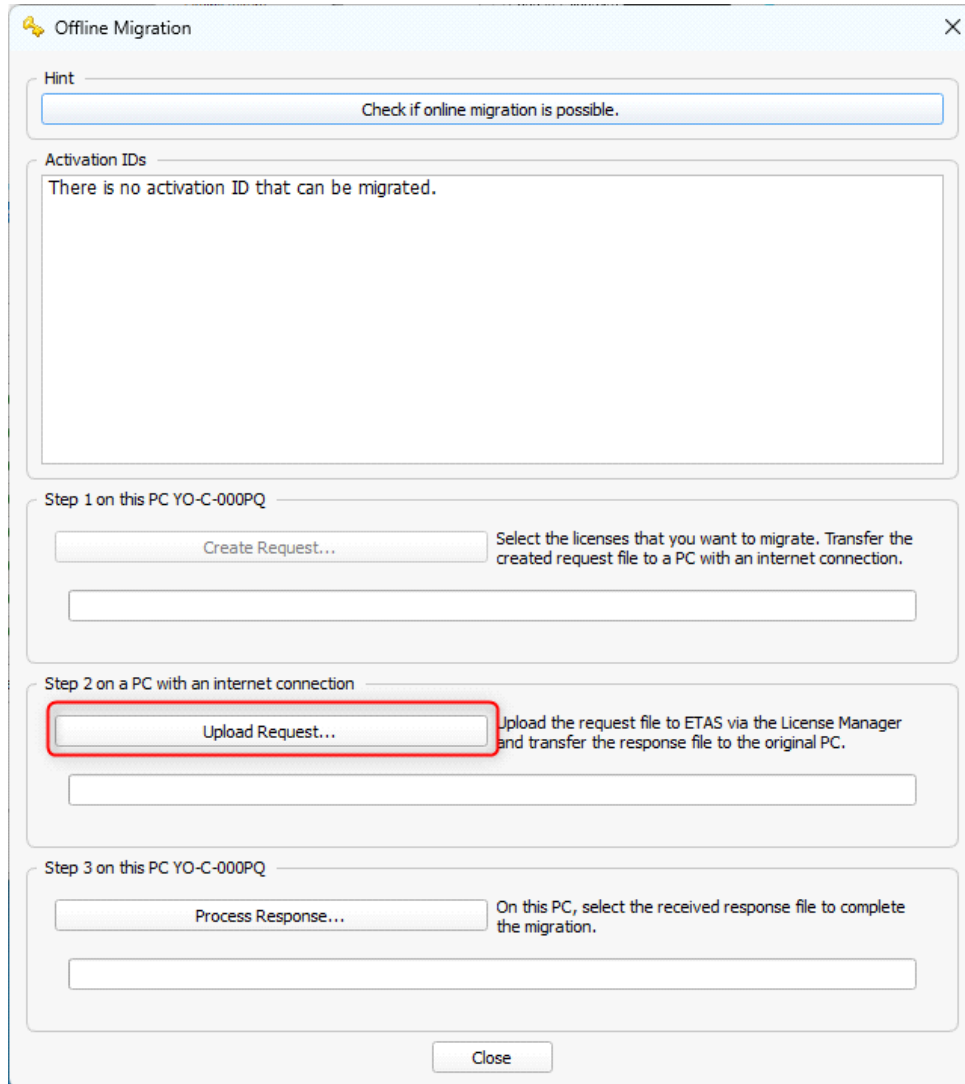 Offline Migration
Hint
Check if online migration is possible.
Activation IDs
There is no activation ID that can be migrated.
Step 1 on this PC YO-C-000PQ
Create Request...
Select the licenses that you want to migrate. Transfer the
created request file to a PC with an internet connection.
Step 2 on a PC with an internet connection
Upload Request...
Upload the request file to ETAS via the License Manager
and transfer the response file to the original PC.
Step 3 on this PC YO-C-000PQ
Process Response...
On this PC, select the received response file to complete
the migration.
Close